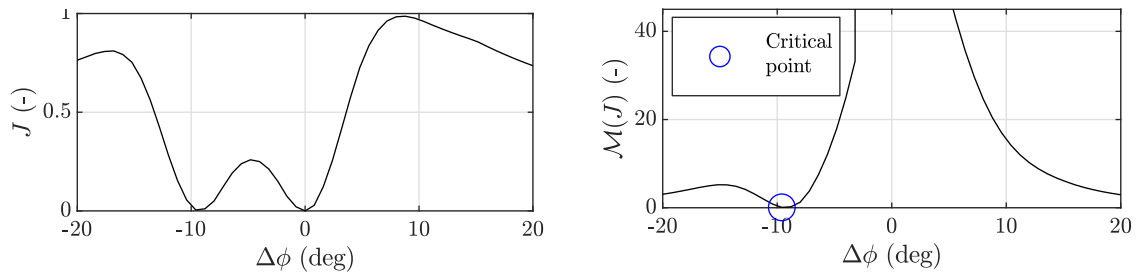 1
0.5
0
J (-)
-20 -10 0 10 20
Δϕ (deg)
40
20
0
ℳ(J) (-)
Critical
point
-20 -10 0 10 20
Δϕ (deg)